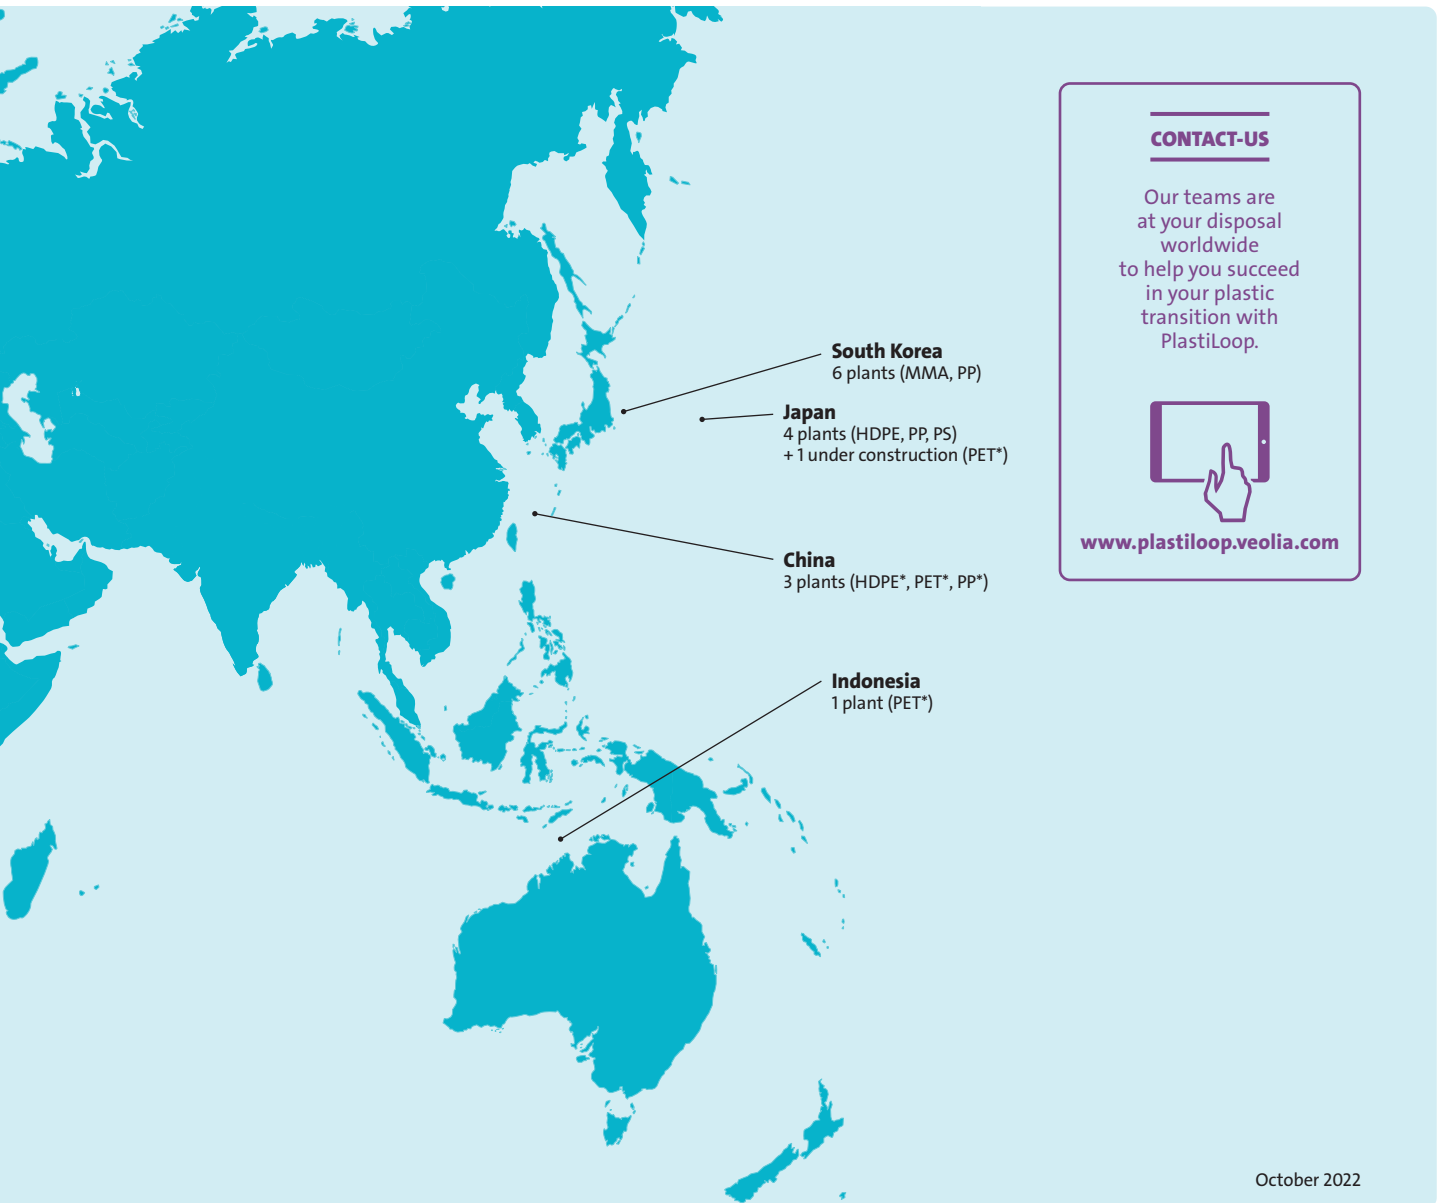 CONTACT-US
Our teams are
at your disposal
worldwide
to help you succeed
in your plastic
transition with
PlastiLoop.
www.plastiloop.veolia.com
South Korea
6 plants (MMA, PP)
Japan
4 plants (HDPE, PP, PS)
+ 1 under construction (PET*)
China
3 plants (HDPE*, PET*, PP*)
Indonesia
1 plant (PET*)
October 2022